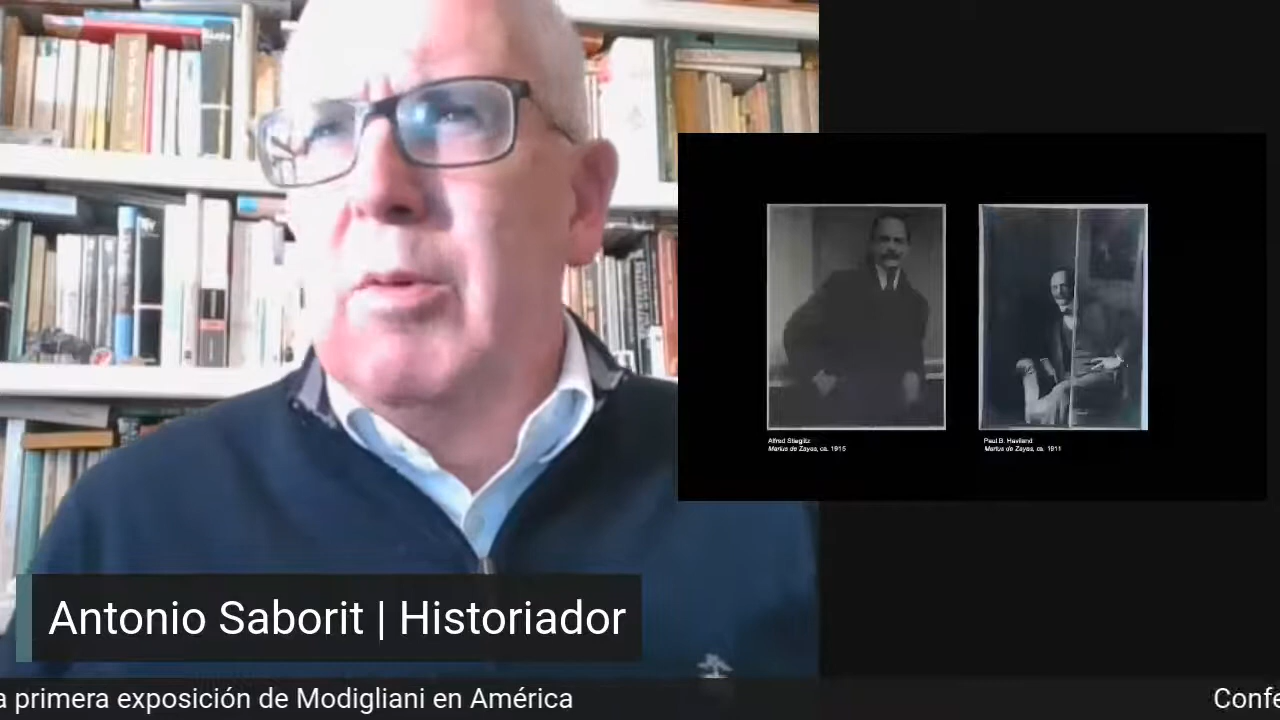 Alfred Stieglitz
Marius de Zayas, ca. 1915
Paul B. Haviland
Marius de Zayas, ca. 1911
Antonio Saborit | Historiador
a primera exposición de Modigliani en América
Confe